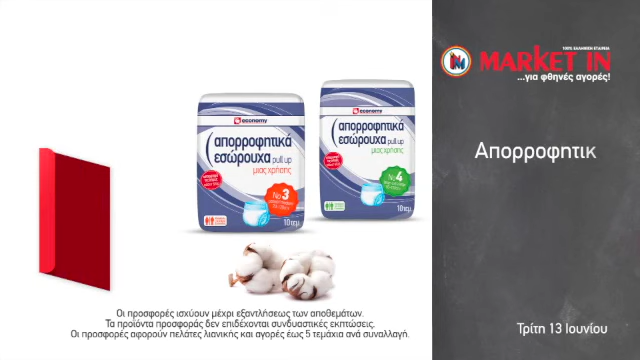 100% ΕΛΛΗΝΙΚΗ ΕΤΑΙΡΕΙΑ
MARKET IN
...για φθηνές αγορές!
Απορροφητικ
economy
απορροφητικά
εσώρουχα pull up
μιας χρήσης
Νο 3
10τεμ.
economy
απορροφητικά
εσώρουχα pull up
μιας χρήσης
Νο 4
10τεμ.
Οι προσφορές ισχύουν μέχρι εξαντλήσεως των αποθεμάτων.
Τα προϊόντα προσφοράς δεν επιδέχονται συνδυαστικές εκπτώσεις.
Οι προσφορές αφορούν πελάτες λιανικής και αγορές έως 5 τεμάχια ανά συναλλαγή.
Τρίτη 13 Ιουνίου